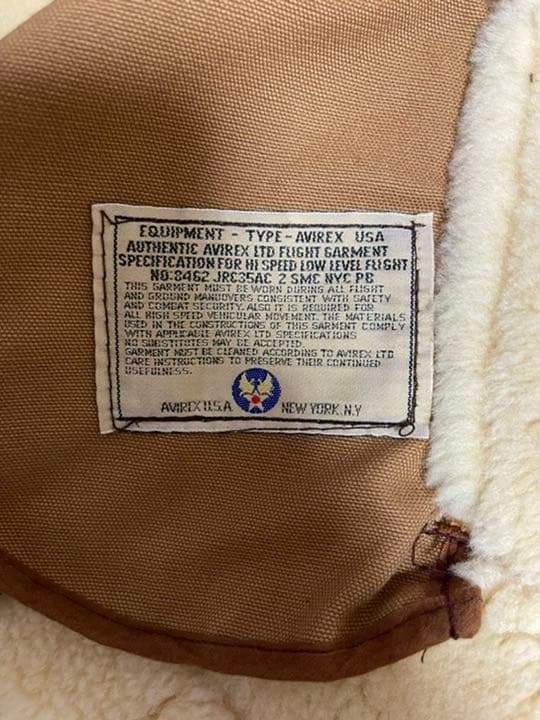 EQUIPMENT - TYPE - AVIREX USA
AUTHENTIC AVIREX LTD FLIGHT GARMENT
SPECIFICATION FOR HI SPEED LOW LEVEL FLIGHT
NO. 8462 JRC35AC 2 SMC NYC PB
THIS GARMENT MUST BE WORN DURING ALL FLIGHT
AND GROUND MANUOVERS CONSISTENT WITH SAFETY
AND COMBAT SECURITY. ALSO IT IS REQUIRED FOR
ALL HIGH SPEED VEHICULAR MOVEMENT. THE MATERIALS
USED IN THE CONSTRUCTIONS OF THIS GARMENT COMPLY
WITH APPLICABLE AVIREX LTD SPECIFICATIONS
NO SUBSTITUTES MAY BE ACCEPTED.
GARMENT MUST BE CLEANED ACCORDING TO AVIREX LTD
CARE INSTRUCTIONS TO PRESERVE THEIR CONTINUED
USEFULNESS.
AVIREX U.S.A. NEW YORK, N.Y